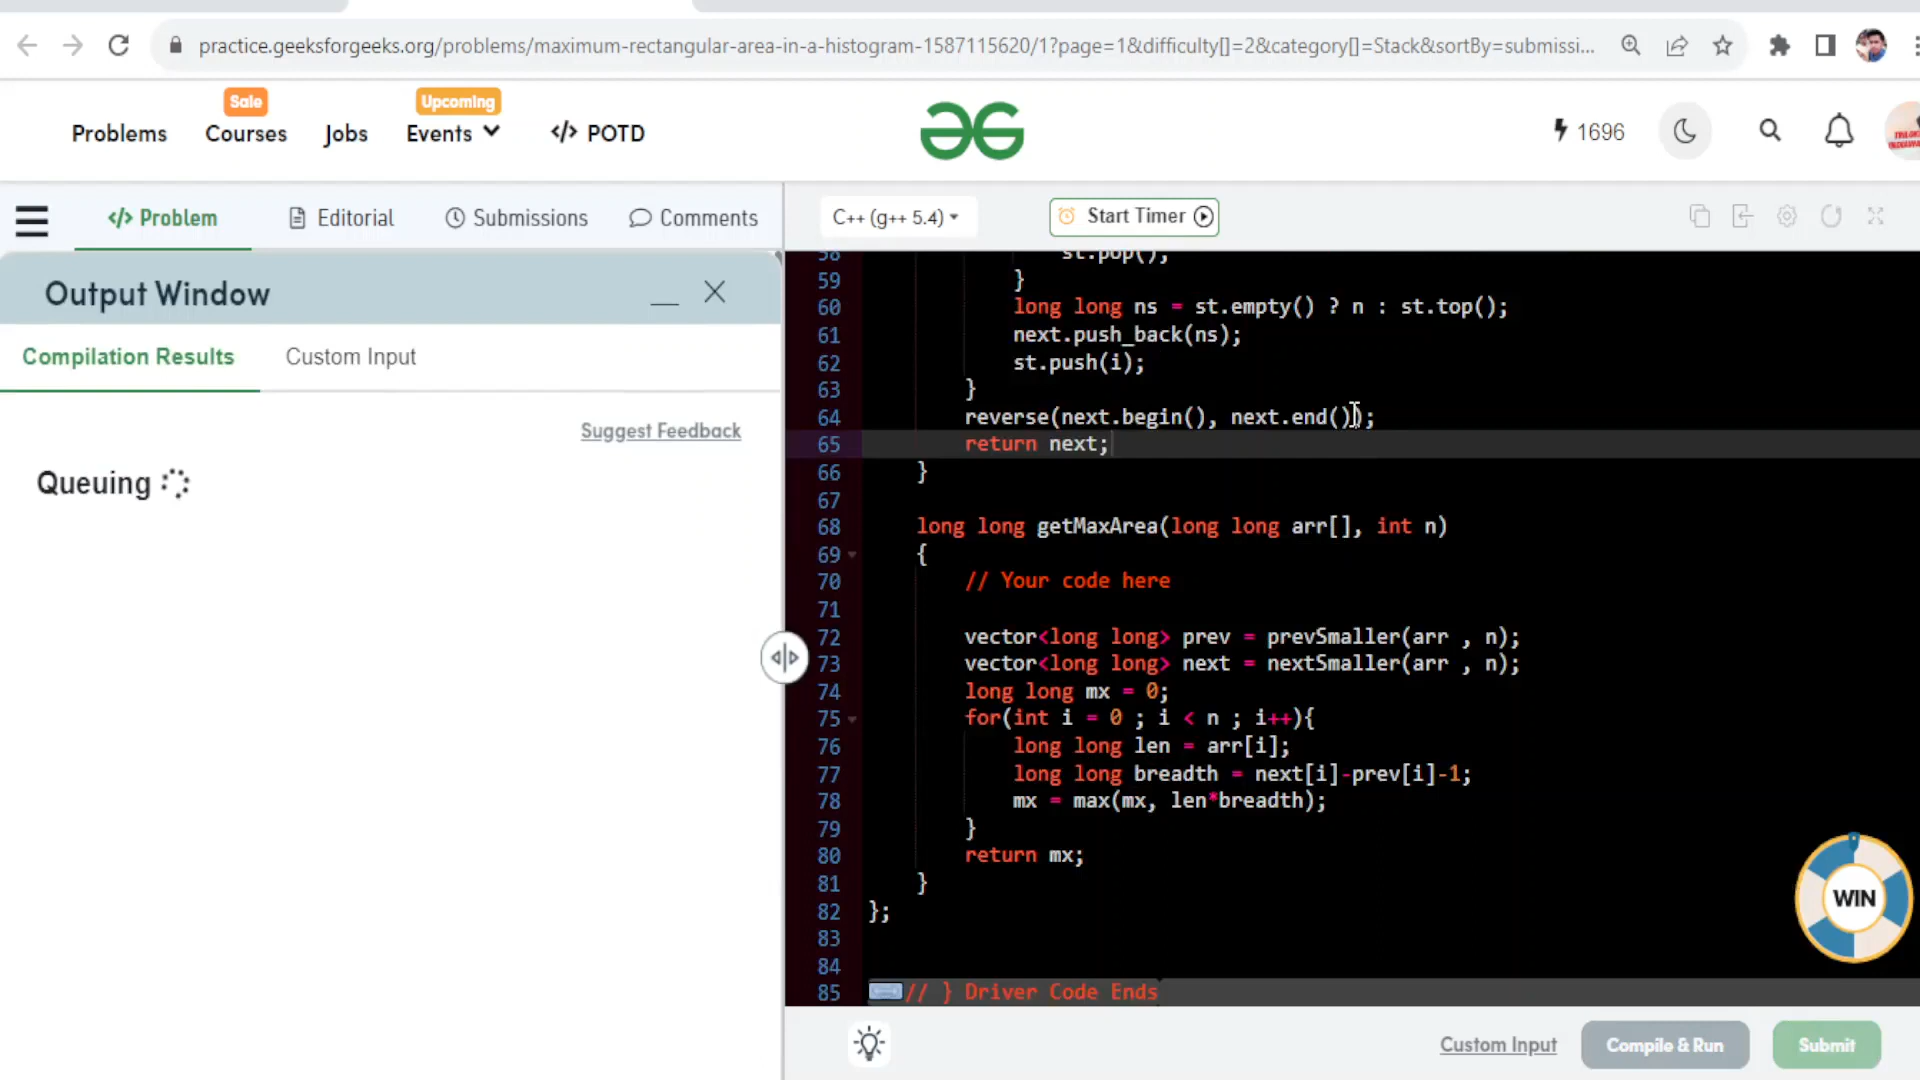 practice.geeksforgeeks.org/problems/maximum-rectangular-area-in-a-histogram-1587115620/1?page=1&difficulty[]=2&category[]=Stack&sortBy=submissi...
Sale
Upcoming
Problems Courses Jobs Events </> POTD
1696
</> Problem Editorial Submissions Comments
C++ (g++ 5.4) Start Timer
Output Window
Compilation Results Custom Input
Suggest Feedback
Queuing
58 st.pop();
59 }
60 long long ns = st.empty() ? n : st.top();
61 next.push_back(ns);
62 st.push(i);
63 }
64 reverse(next.begin(), next.end());
65 return next;
66 }
67
68 long long getMaxArea(long long arr[], int n)
69 {
70 // Your code here
71
72 vector<long long> prev = prevSmaller(arr , n);
73 vector<long long> next = nextSmaller(arr , n);
74 long long mx = 0;
75 for(int i = 0 ; i < n ; i++){
76 long long len = arr[i];
77 long long breadth = next[i]-prev[i]-1;
78 mx = max(mx, len*breadth);
79 }
80 return mx;
81 }
82 };
83
84
85 // } Driver Code Ends
WIN
Custom Input Compile & Run Submit